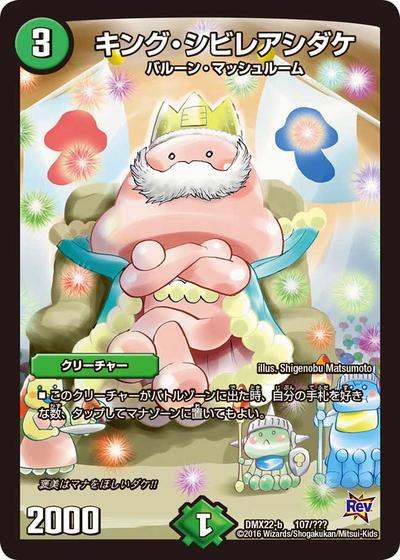 3
キング・シビレアシダケ
バルーン・マッシュルーム
クリーチャー
illus. Shigenobu Matsumoto
■このクリーチャーがバトルゾーンに出た時、自分の手札を好き
な数、タップしてマナゾーンに置いてもよい。
褒美はマナをほしいダケ!!
2000
1
DMX22-b 107/???
©2016 Wizards/Shogakukan/Mitsui-Kids
Rev.